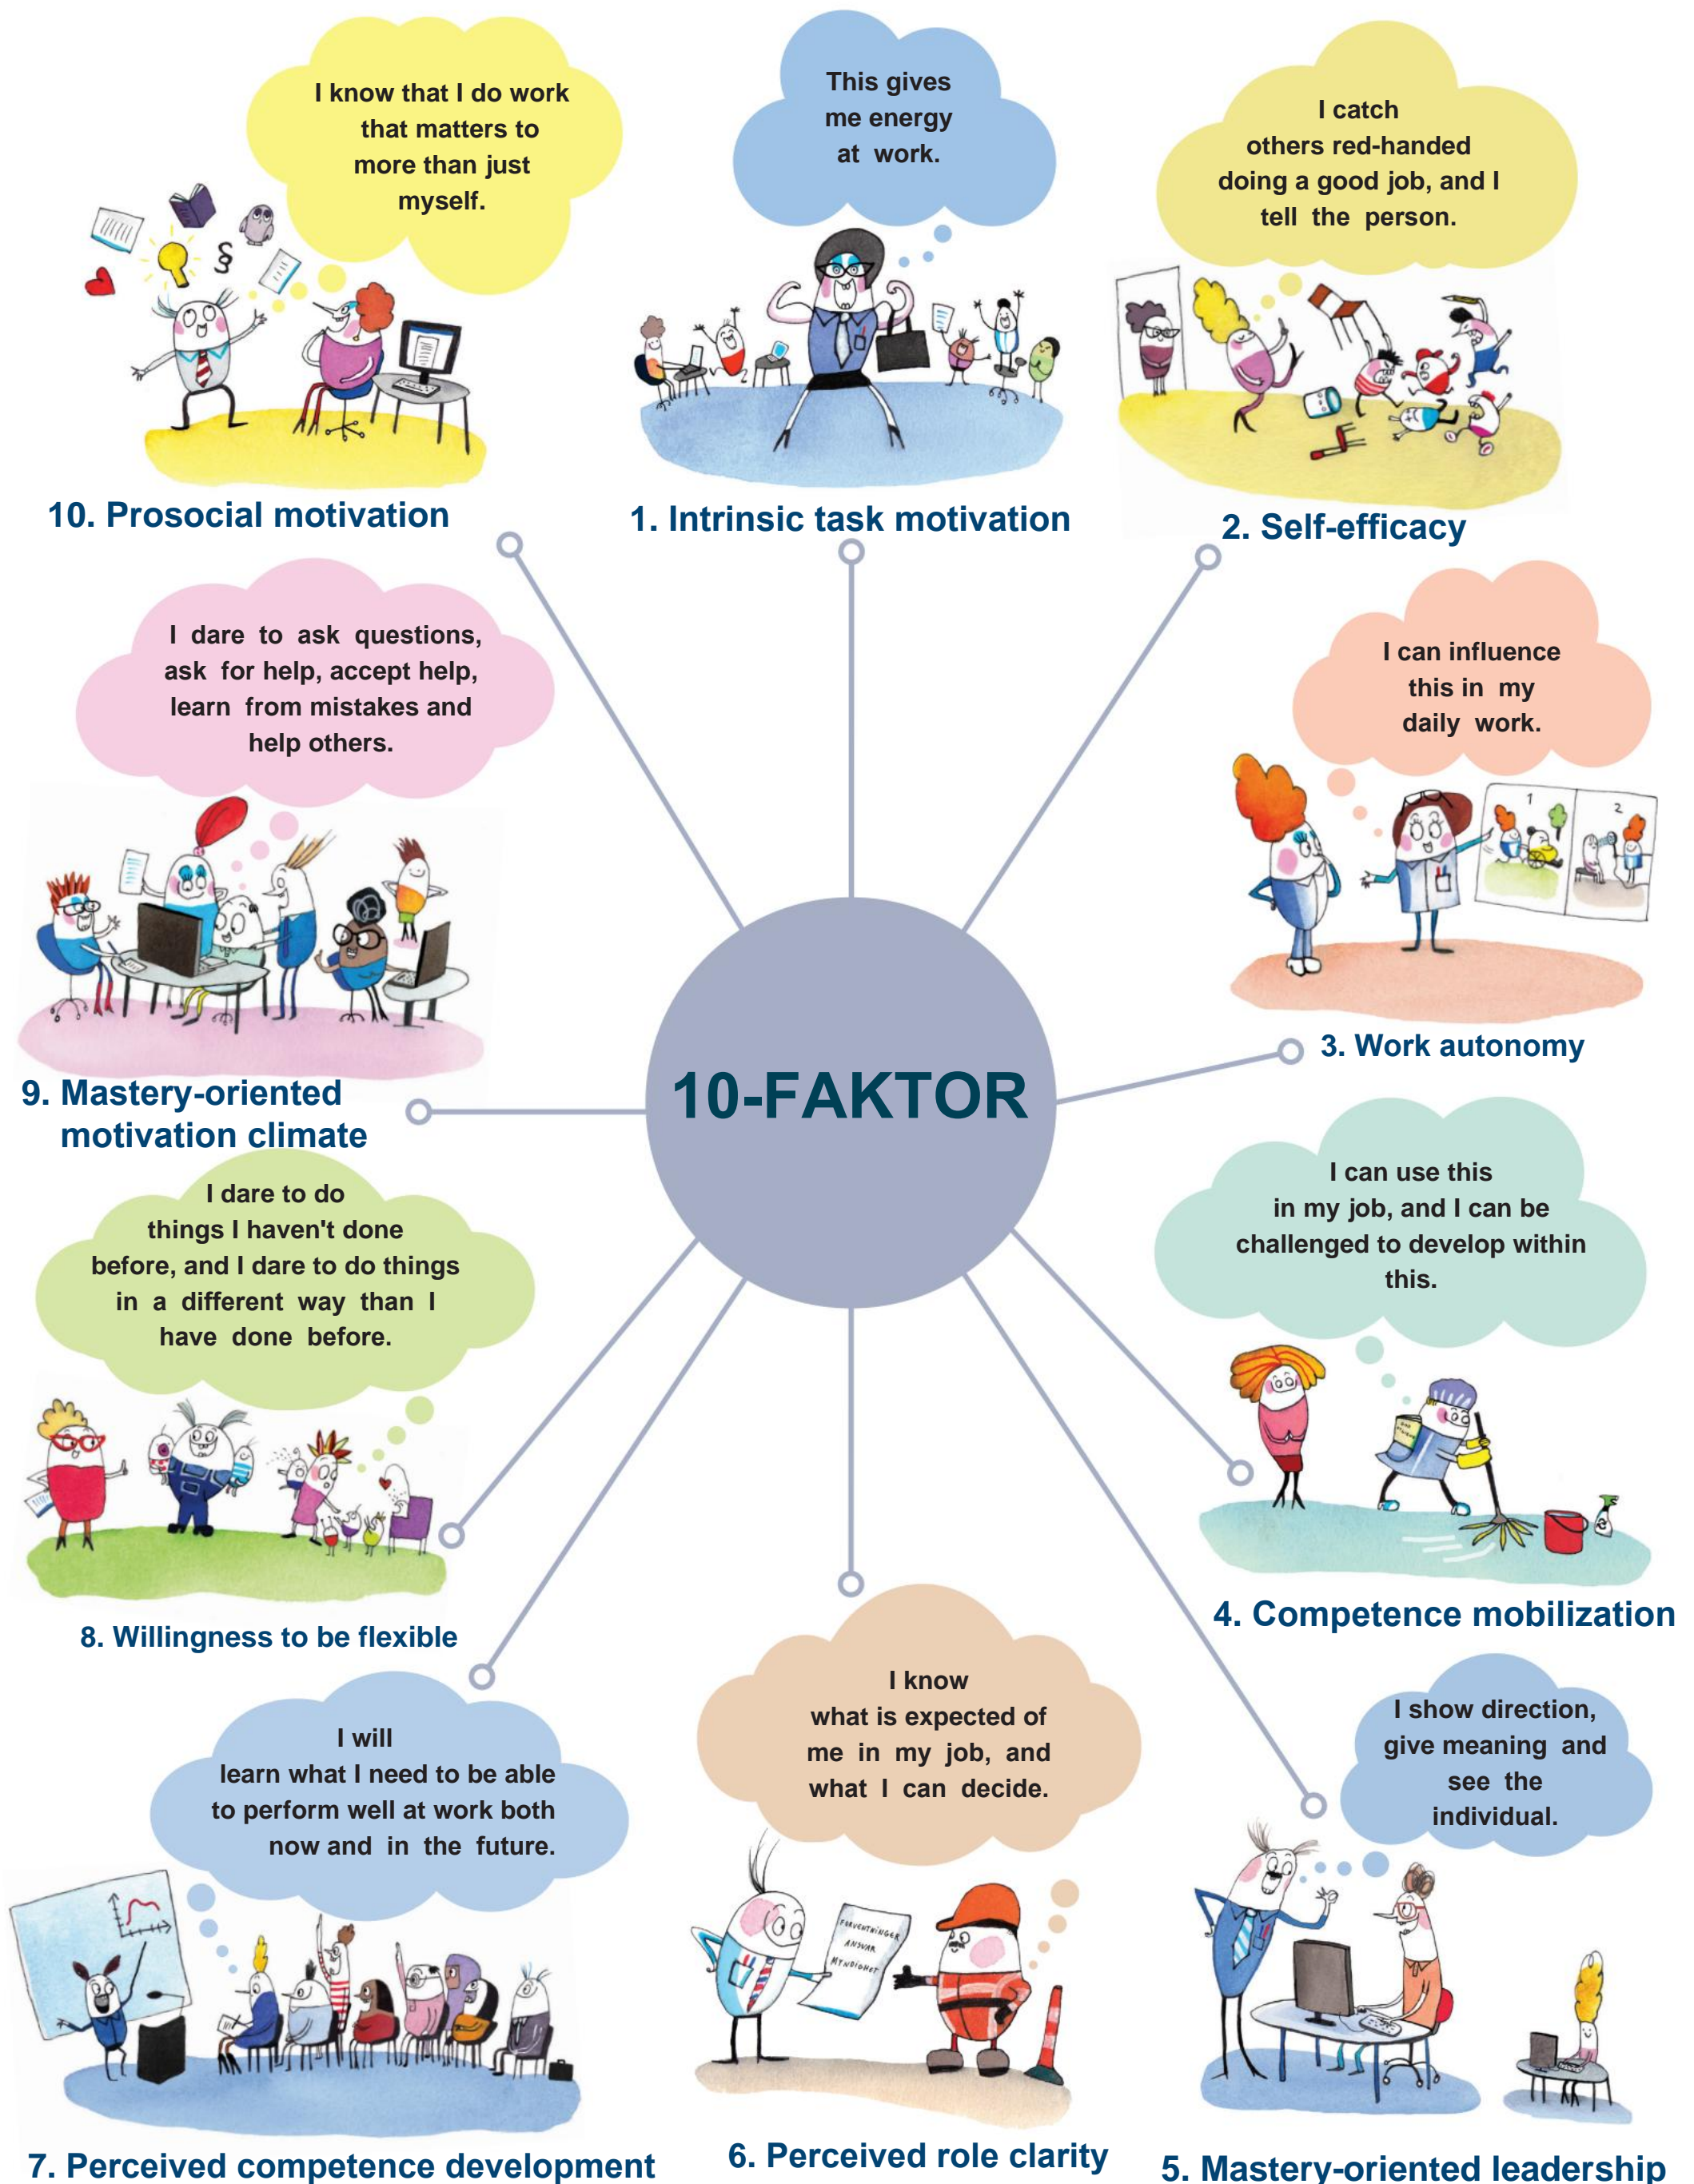 I know that I do work
that matters to
more than just
myself.
10. Prosocial motivation
This gives
me energy
at work.
1. Intrinsic task motivation
I catch
others red-handed
doing a good job, and I
tell the person.
2. Self-efficacy
I can influence
this in my
daily work.
1
2
3. Work autonomy
I can use this
in my job, and I can be
challenged to develop within
this.
4. Competence mobilization
I show direction,
give meaning and
see the
individual.
5. Mastery-oriented leadership
I know
what is expected of
me in my job, and
what I can decide.
FORVENTNINGER
ANSVAR
MYNDIGHET
6. Perceived role clarity
I will
learn what I need to be able
to perform well at work both
now and in the future.
7. Perceived competence development
I dare to do
things I haven't done
before, and I dare to do things
in a different way than I
have done before.
8. Willingness to be flexible
I dare to ask questions,
ask for help, accept help,
learn from mistakes and
help others.
9. Mastery-oriented
motivation climate
10-FAKTOR
§